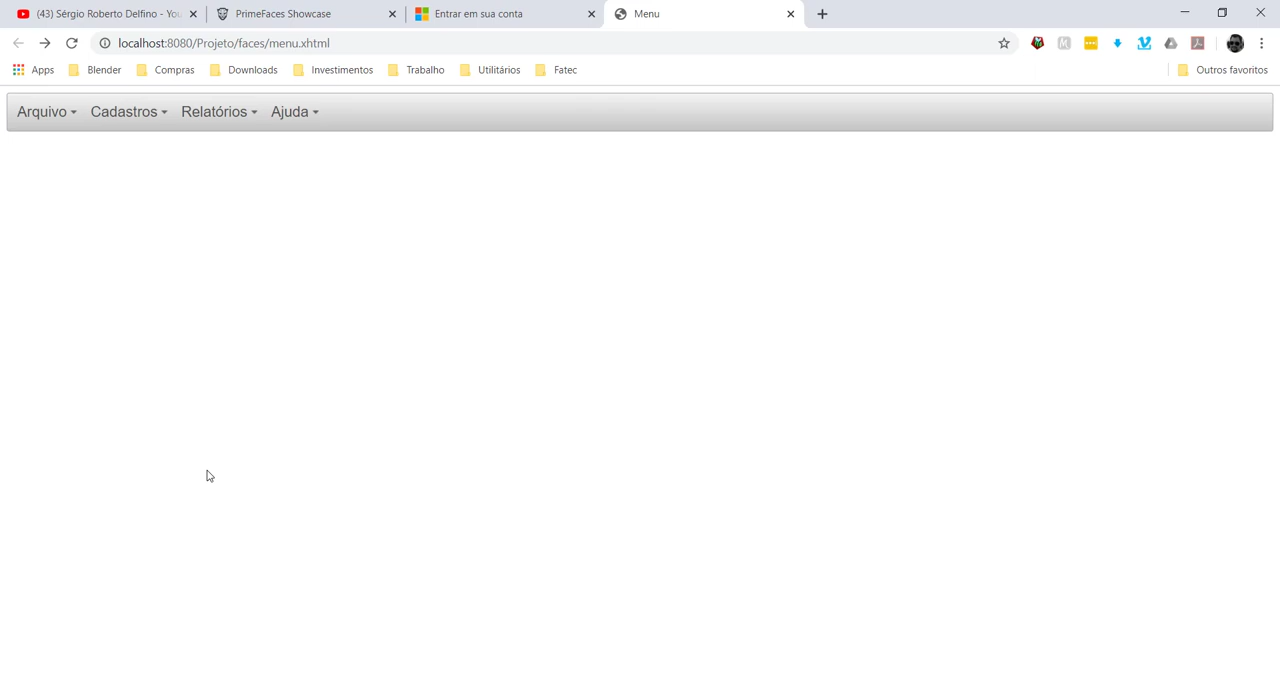 (43) Sérgio Roberto Delfino - You
PrimeFaces Showcase
Entrar em sua conta
Menu
localhost:8080/Projeto/faces/menu.xhtml
Apps
Blender
Compras
Downloads
Investimentos
Trabalho
Utilitários
Fatec
Outros favoritos
Arquivo
Cadastros
Relatórios
Ajuda